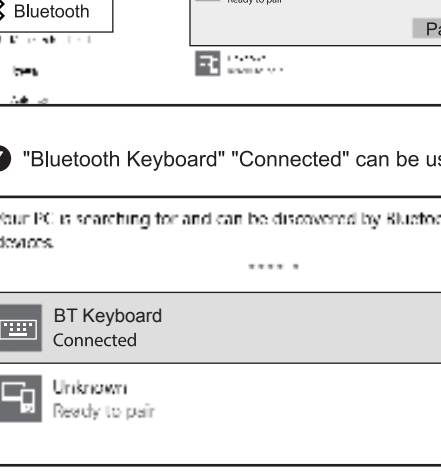 Bluetooth
Ready to pair
Pa
"Bluetooth Keyboard" "Connected" can be us
Your PC is searching for and can be discovered by Bluetoo
devices.
BT Keyboard
Connected
Unknown
Ready to pair